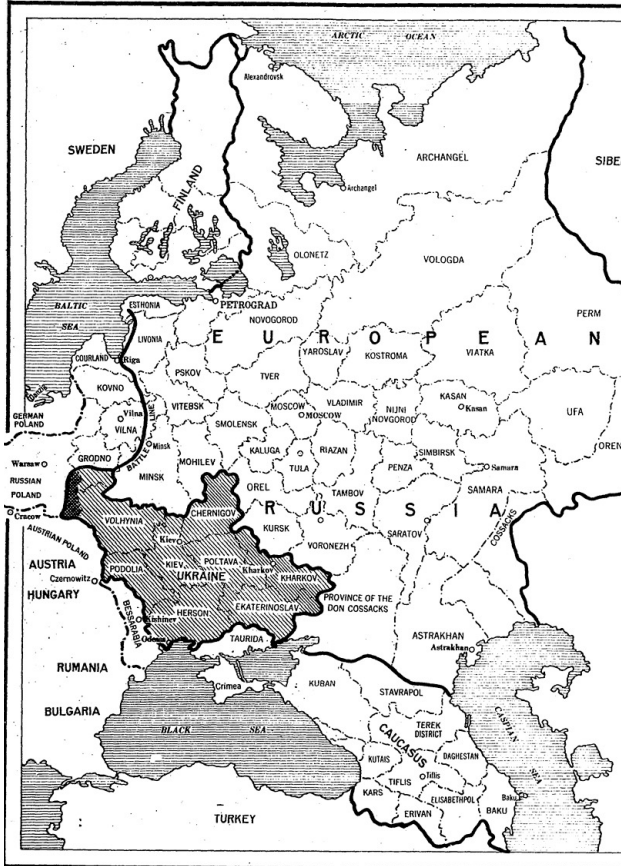 ARCTIC OCEAN
Alexandrovsk
SWEDEN
FINLAND
ARCHANGEL
SIBE
Archangel
OLONETZ
VOLOGDA
BALTIC
SEA
ESTHONIA
PETROGRAD
NOVOGOROD
PERM
EUROPEAN
LIVONIA
COURLAND
Riga
PSKOV
YAROSLAV
KOSTROMA
VIATKA
TVER
KOVNO
Vilna
VILNA
VITEBSK
MOSCOW
MOSCOW
VLADIMIR
NIJNI
NOVGOROD
KASAN
Kasan
UFA
GERMAN
POLAND
BATTLE LINE
SMOLENSK
Minsk
OREN
Warsaw
GRODNO
MINSK
MOHILEV
KALUGA
TULA
RIAZAN
PENZA
SIMBIRSK
Samara
SAMARA
RUSSIAN
POLAND
OREL
TAMBOV
RUSSIA
Cracow
AUSTRIAN POLAND
VOLHYNIA
CHERNIGOV
KURSK
VORONEZH
SARATOV
COSSACKS
Kiev
KIEV
POLTAVA
Kharkov
KHARKOV
AUSTRIA
HUNGARY
PODOLIA
UKRAINE
Czernowitz
BESSARABIA
Kishinev
HERSON
EKATERINOSLAV
PROVINCE OF THE
DON COSSACKS
Odessa
TAURIDA
ASTRAKHAN
Astrakhan
RUMANIA
Crimea
KUBAN
STAVRAPOL
BULGARIA
BLACK SEA
CAUCASUS
TEREK
DISTRICT
CASPIAN
SEA
KUTAIS
DAGHESTAN
TIFLIS
Tiflis
KARS
ELISABETHPOL
ERIVAN
BAKU
Baku
TURKEY